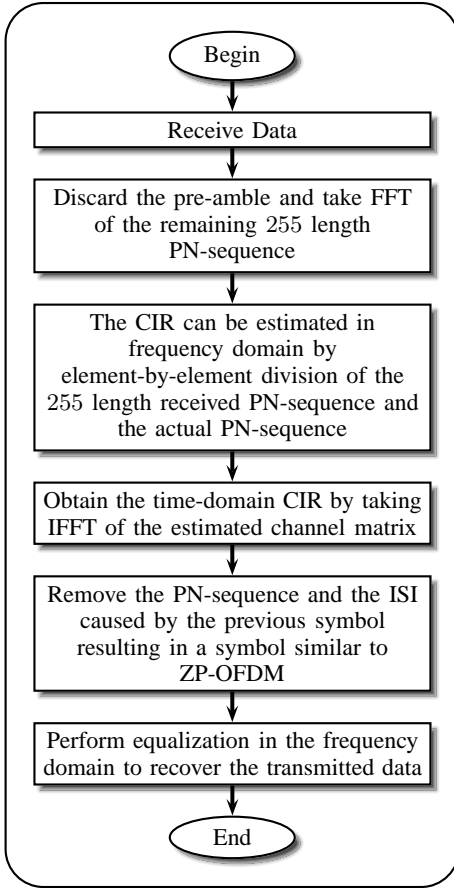 Begin
Receive Data
Discard the pre-amble and take FFT
of the remaining 255 length
PN-sequence
The CIR can be estimated in
frequency domain by
element-by-element division of the
255 length received PN-sequence and
the actual PN-sequence
Obtain the time-domain CIR by taking
IFFT of the estimated channel matrix
Remove the PN-sequence and the ISI
caused by the previous symbol
resulting in a symbol similar to
ZP-OFDM
Perform equalization in the frequency
domain to recover the transmitted data
End